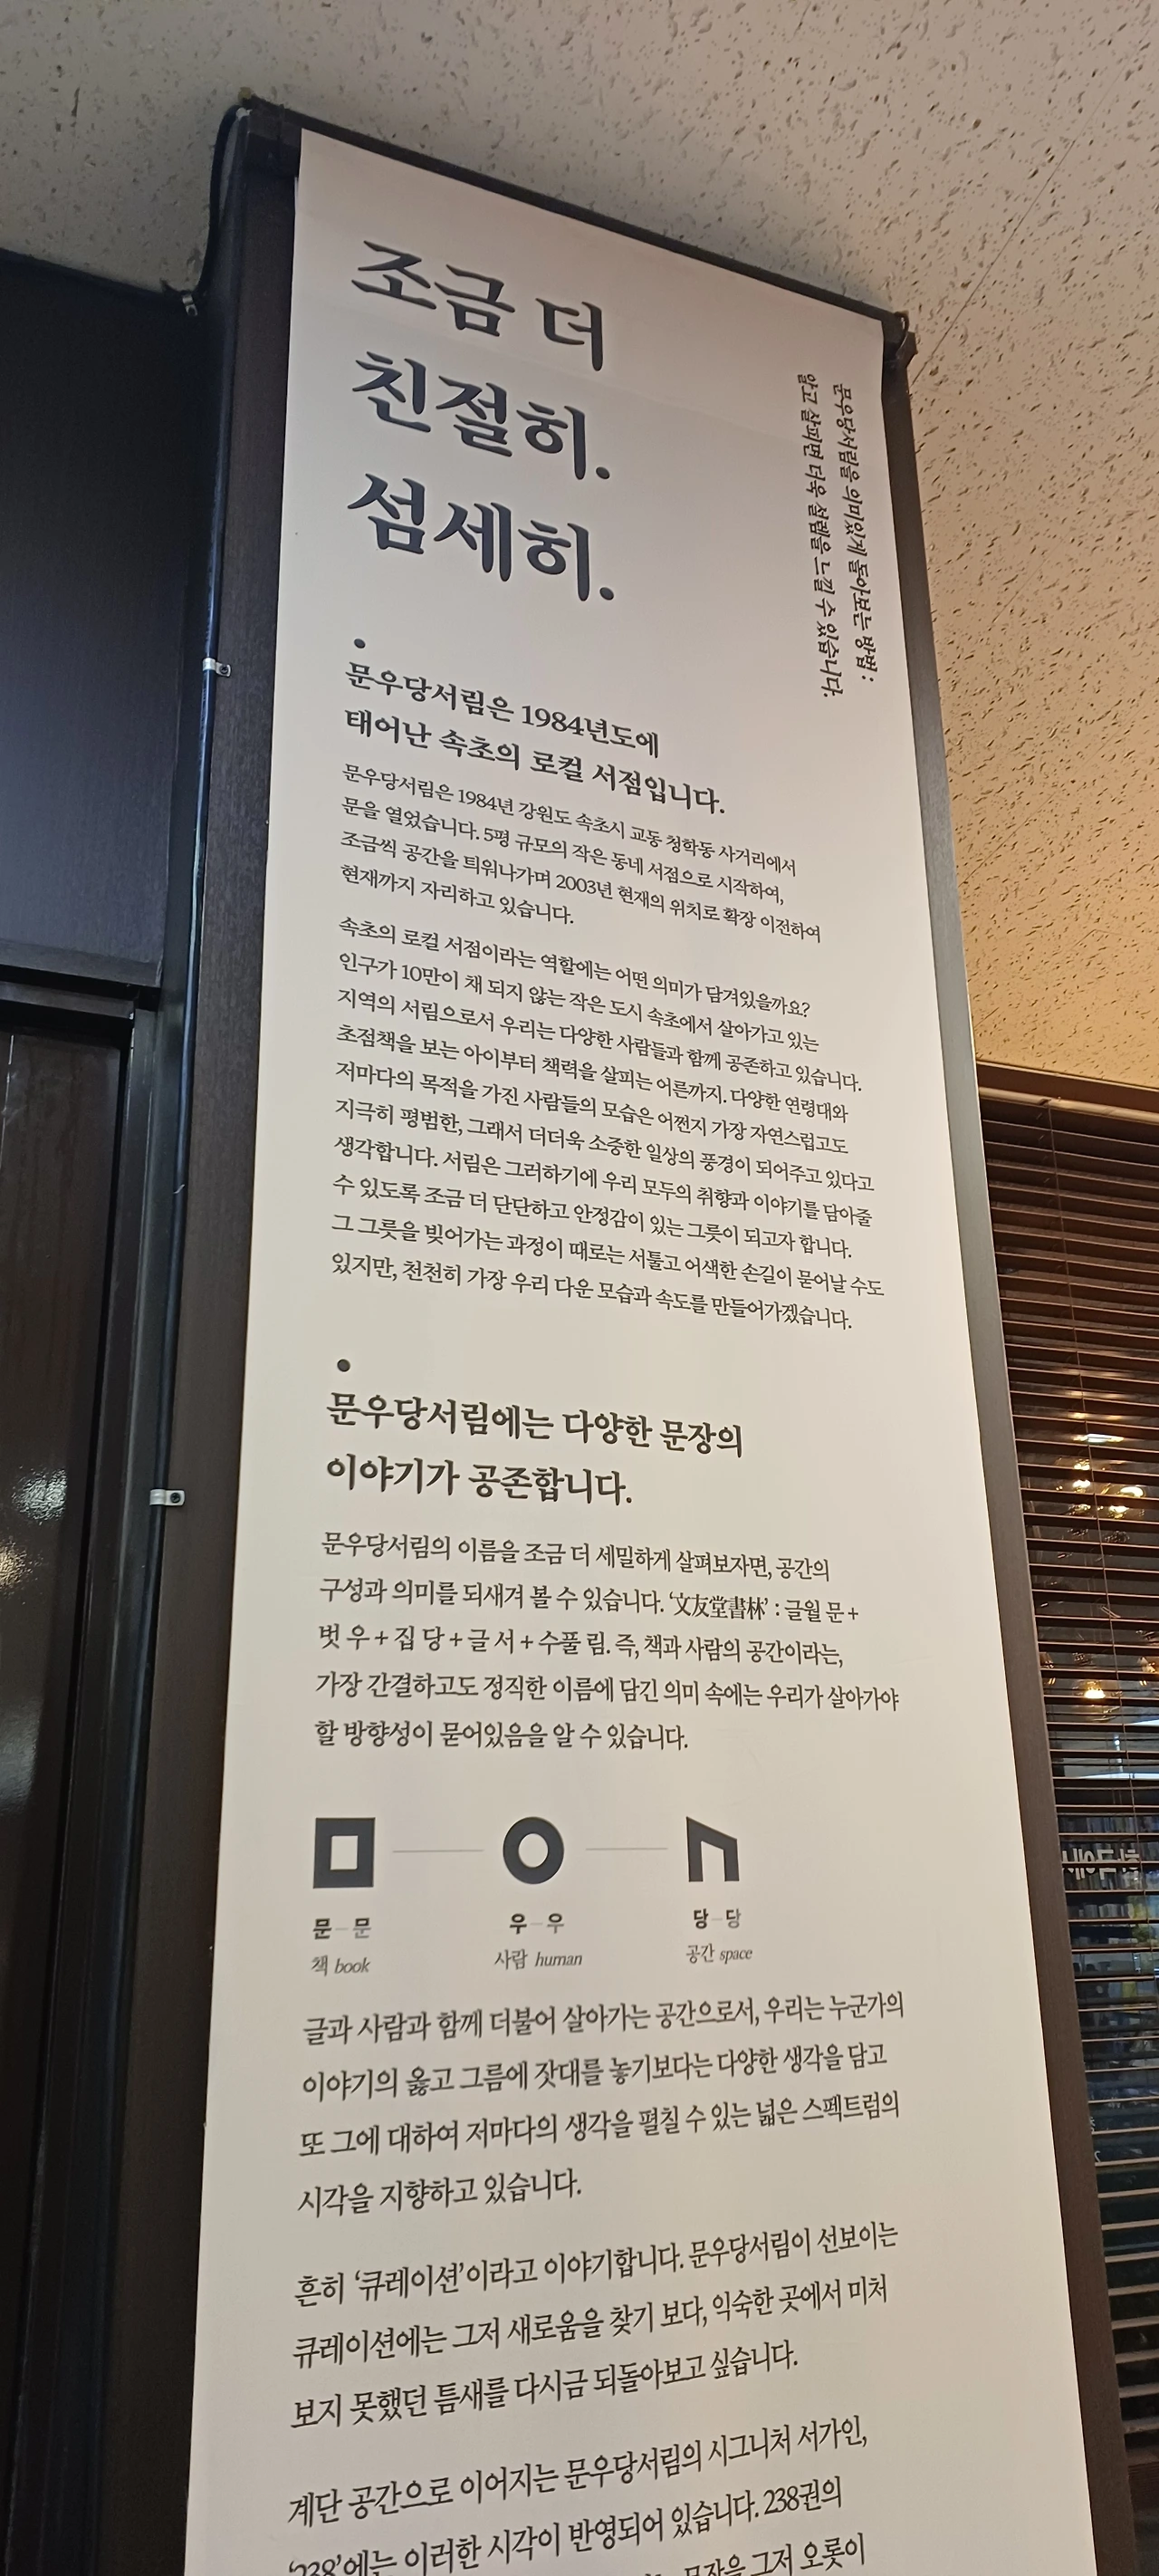 조금 더
친절히.
섬세히.
문우당서림을 의미있게 돌아보는 방법 :
알고 살피면 더욱 설렘을 느낄 수 있습니다.
문우당서림은 1984년도에
태어난 속초의 로컬 서점입니다.
문우당서림은 1984년 강원도 속초시 교동 청학동 사거리에서
문을 열었습니다. 5평 규모의 작은 동네 서점으로 시작하여,
조금씩 공간을 틔워나가며 2003년 현재의 위치로 확장 이전하여
현재까지 자리하고 있습니다.
속초의 로컬 서점이라는 역할에는 어떤 의미가 담겨있을까요?
인구가 10만이 채 되지 않는 작은 도시 속초에서 살아가고 있는
지역의 서림으로서 우리는 다양한 사람들과 함께 공존하고 있습니다.
초점책을 보는 아이부터 책력을 살피는 어른까지. 다양한 연령대와
저마다의 목적을 가진 사람들의 모습은 어쩐지 가장 자연스럽고도
지극히 평범한, 그래서 더더욱 소중한 일상의 풍경이 되어주고 있다고
생각합니다. 서림은 그러하기에 우리 모두의 취향과 이야기를 담아줄
수 있도록 조금 더 단단하고 안정감이 있는 그릇이 되고자 합니다.
그 그릇을 빚어가는 과정이 때로는 서툴고 어색한 손길이 묻어날 수도
있지만, 천천히 가장 우리 다운 모습과 속도를 만들어가겠습니다.
문우당서림에는 다양한 문장의
이야기가 공존합니다.
문우당서림의 이름을 조금 더 세밀하게 살펴보자면, 공간의
구성과 의미를 되새겨 볼 수 있습니다. ‘文友堂書林’ : 글월 문 +
벗 우 + 집 당 + 글 서 + 수풀 림. 즉, 책과 사람의 공간이라는,
가장 간결하고도 정직한 이름에 담긴 의미 속에는 우리가 살아가야
할 방향성이 묻어있음을 알 수 있습니다.
문 – 문 우 – 우 당 – 당
책 book 사람 human 공간 space
글과 사람과 함께 더불어 살아가는 공간으로서, 우리는 누군가의
이야기의 옳고 그름에 잣대를 놓기보다는 다양한 생각을 담고
또 그에 대하여 저마다의 생각을 펼칠 수 있는 넓은 스펙트럼의
시각을 지향하고 있습니다.
흔히 ‘큐레이션’이라고 이야기합니다. 문우당서림이 선보이는
큐레이션에는 그저 새로움을 찾기 보다, 익숙한 곳에서 미처
보지 못했던 틈새를 다시금 되돌아보고 싶습니다.
계단 공간으로 이어지는 문우당서림의 시그니처 서가인,
‘238’에는 이러한 시각이 반영되어 있습니다. 238권의
문장을 그저 오롯이